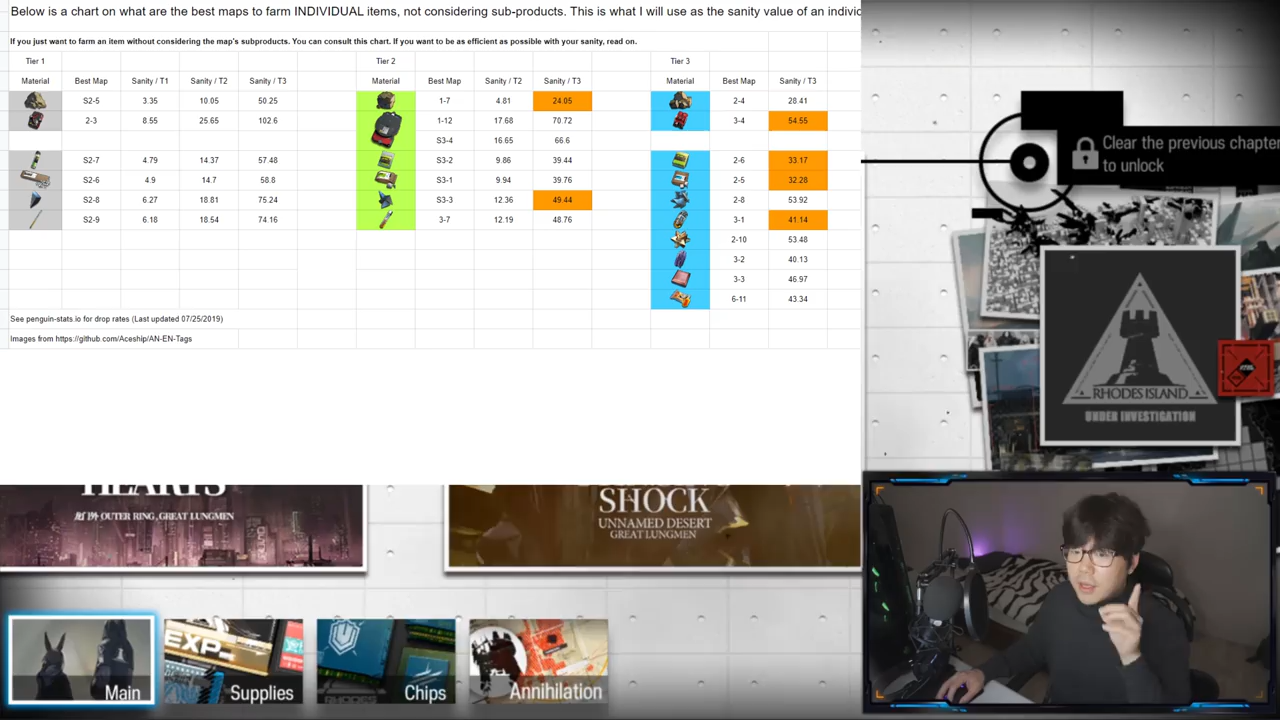 Below is a chart on what are the best maps to farm INDIVIDUAL items, not considering sub-products. This is what I will use as the sanity value of an individ
If you just want to farm an item without considering the map's subproducts. You can consult this chart. If you want to be as efficient as possible with your sanity, read on.
Tier 1 Tier 2 Tier 3
Material Best Map Sanity / T1 Sanity / T2 Sanity / T3 Material Best Map Sanity / T2 Sanity / T3 Material Best Map Sanity / T3
S2-5 3.35 10.05 50.25 1-7 4.81 24.05 2-4 28.41
2-3 8.55 25.65 102.6 1-12 17.68 70.72 3-4 54.55
S3-4 16.65 66.6
S2-7 4.79 14.37 57.48 S3-2 9.86 39.44 2-6 33.17
S2-6 4.9 14.7 58.8 S3-1 9.94 39.76 2-5 32.28
S2-8 6.27 18.81 75.24 S3-3 12.36 49.44 2-8 53.92
S2-9 6.18 18.54 74.16 3-7 12.19 48.76 3-1 41.14
2-10 53.48
3-2 40.13
3-3 46.97
6-11 43.34
See penguin-stats.io for drop rates (Last updated 07/25/2019)
Images from https://github.com/Aceship/AN-EN-Tags
Clear the previous chapter
to unlock
RHODES ISLAND
UNDER INVESTIGATION
HEARTS
OUTER RING, GREAT LUNGMEN
SHOCK
UNNAMED DESERT
GREAT LUNGMEN
Main
EXP
Supplies
Chips
Annihilation